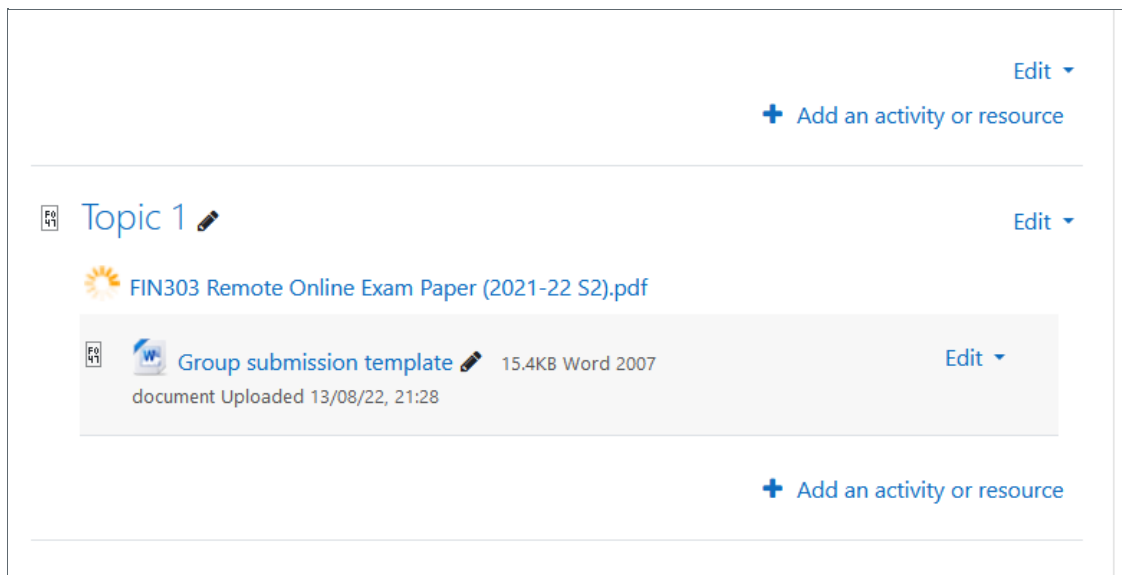 Edit
Add an activity or resource
Topic 1
Edit
FIN303 Remote Online Exam Paper (2021-22 S2).pdf
Group submission template 15.4KB Word 2007
Edit
document Uploaded 13/08/22, 21:28
Add an activity or resource